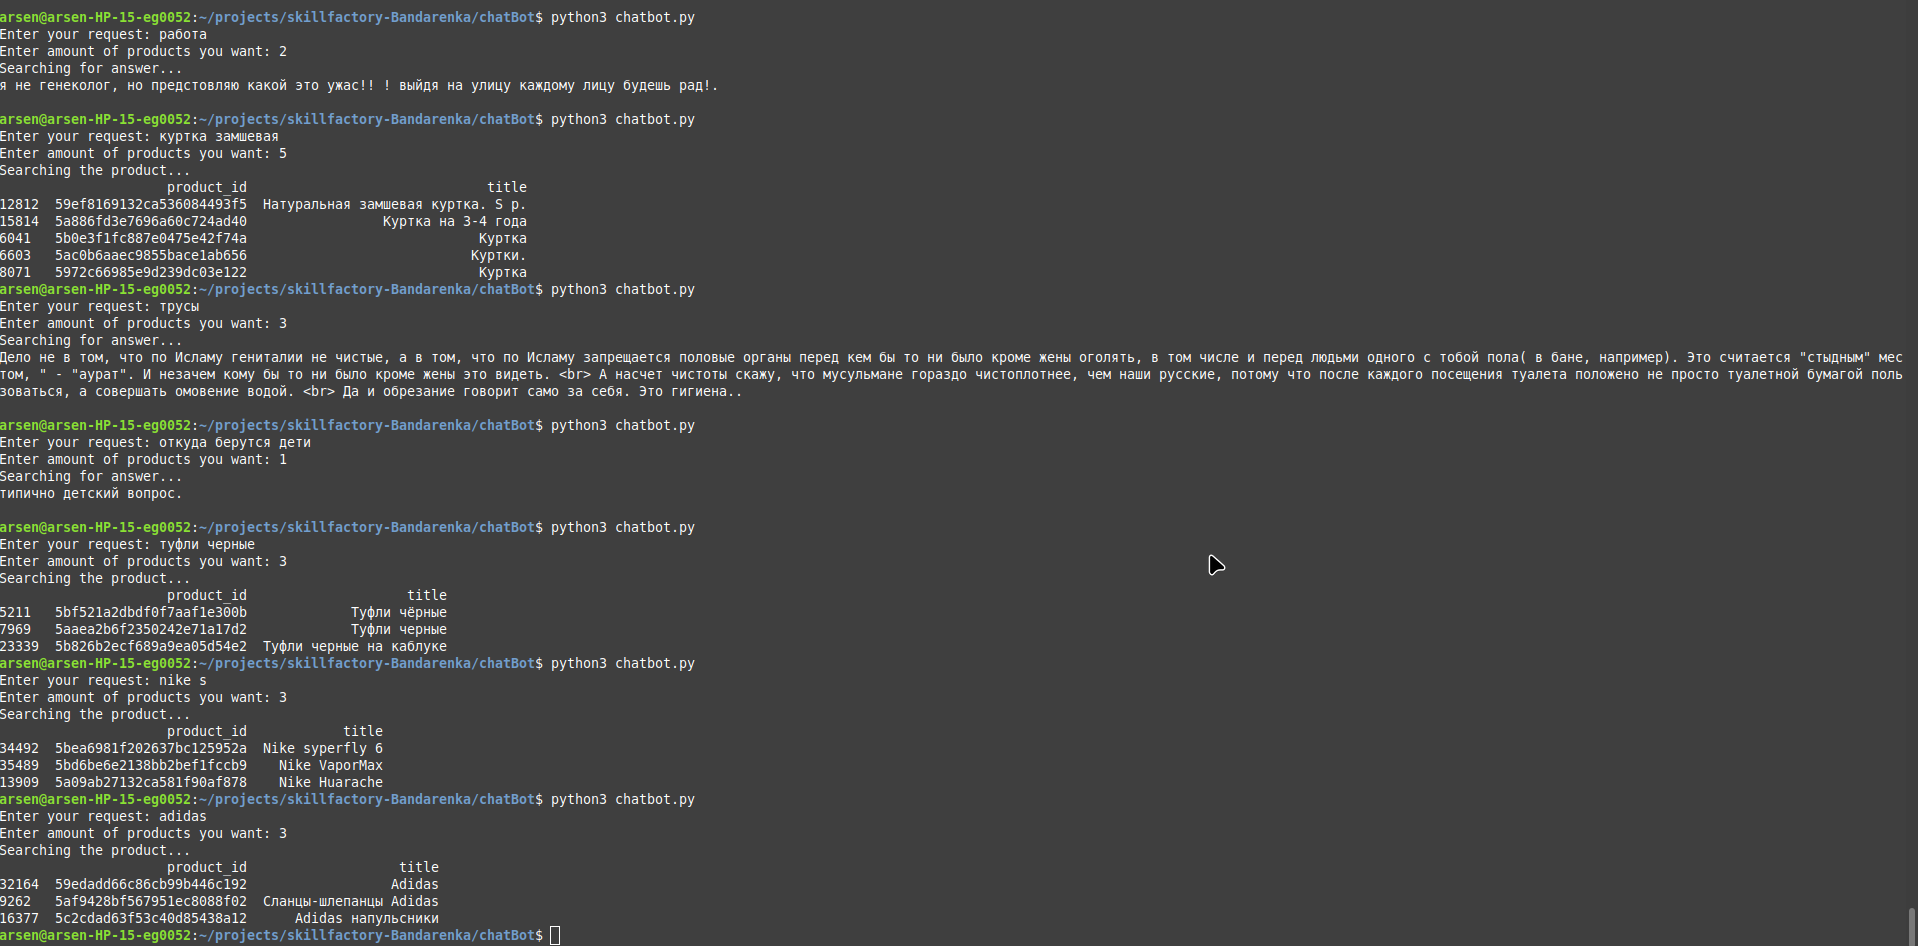 arsen@arsen-HP-15-eg0052:~/projects/skillfactory-Bandarenka/chatBot$ python3 chatbot.py
Enter your request: работа
Enter amount of products you want: 2
Searching for answer...
я не генеколог, но предстовляю какой это ужас!! ! выйдя на улицу каждому лицу будешь рад!.
arsen@arsen-HP-15-eg0052:~/projects/skillfactory-Bandarenka/chatBot$ python3 chatbot.py
Enter your request: куртка замшевая
Enter amount of products you want: 5
Searching the product...
product_id title
12812 59ef8169132ca536084493f5 Натуральная замшевая куртка. S р.
15814 5a886fd3e7696a60c724ad40 Куртка на 3-4 года
6041 5b0e3f1fc887e0475e42f74a Куртка
6603 5ac0b6aaec9855bace1ab656 Куртки.
8071 5972c66985e9d239dc03e122 Куртка
arsen@arsen-HP-15-eg0052:~/projects/skillfactory-Bandarenka/chatBot$ python3 chatbot.py
Enter your request: трусы
Enter amount of products you want: 3
Searching for answer...
Дело не в том, что по Исламу гениталии не чистые, а в том, что по Исламу запрещается половые органы перед кем бы то ни было кроме жены оголять, в том числе и перед людьми одного с тобой пола( в бане, например). Это считается "стыдным" мес
том, " - "аурат". И незачем кому бы то ни было кроме жены это видеть. <br> А насчет чистоты скажу, что мусульмане гораздо чистоплотнее, чем наши русские, потому что после каждого посещения туалета положено не просто туалетной бумагой поль
зоваться, а совершать омовение водой. <br> Да и обрезание говорит само за себя. Это гигиена..
arsen@arsen-HP-15-eg0052:~/projects/skillfactory-Bandarenka/chatBot$ python3 chatbot.py
Enter your request: откуда берутся дети
Enter amount of products you want: 1
Searching for answer...
типично детский вопрос.
arsen@arsen-HP-15-eg0052:~/projects/skillfactory-Bandarenka/chatBot$ python3 chatbot.py
Enter your request: туфли черные
Enter amount of products you want: 3
Searching the product...
product_id title
5211 5bf521a2dbdf0f7aaf1e300b Туфли чёрные
7969 5aaea2b6f2350242e71a17d2 Туфли черные
23339 5b826b2ecf689a9ea05d54e2 Туфли черные на каблуке
arsen@arsen-HP-15-eg0052:~/projects/skillfactory-Bandarenka/chatBot$ python3 chatbot.py
Enter your request: nike s
Enter amount of products you want: 3
Searching the product...
product_id title
34492 5bea6981f202637bc125952a Nike syperfly 6
35489 5bd6be6e2138bb2bef1fccb9 Nike VaporMax
13909 5a09ab27132ca581f90af878 Nike Huarache
arsen@arsen-HP-15-eg0052:~/projects/skillfactory-Bandarenka/chatBot$ python3 chatbot.py
Enter your request: adidas
Enter amount of products you want: 3
Searching the product...
product_id title
32164 59edadd66c86cb99b446c192 Adidas
9262 5af9428bf567951ec8088f02 Сланцы-шлепанцы Adidas
16377 5c2cdad63f53c40d85438a12 Adidas напульсники
arsen@arsen-HP-15-eg0052:~/projects/skillfactory-Bandarenka/chatBot$